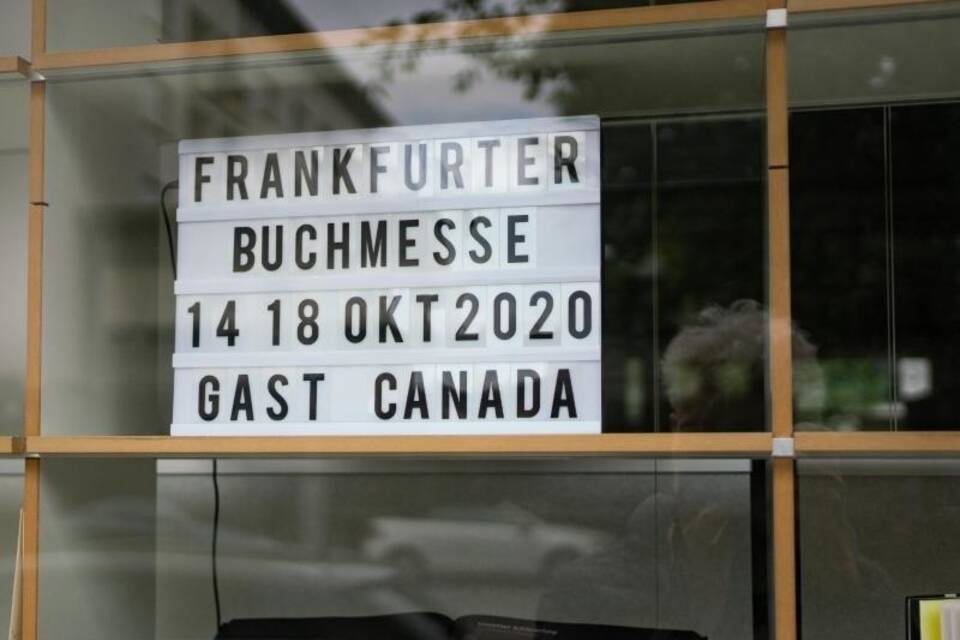 FRANKFURTER
BUCHMESSE
14 18 OKT 2020
GAST CANADA